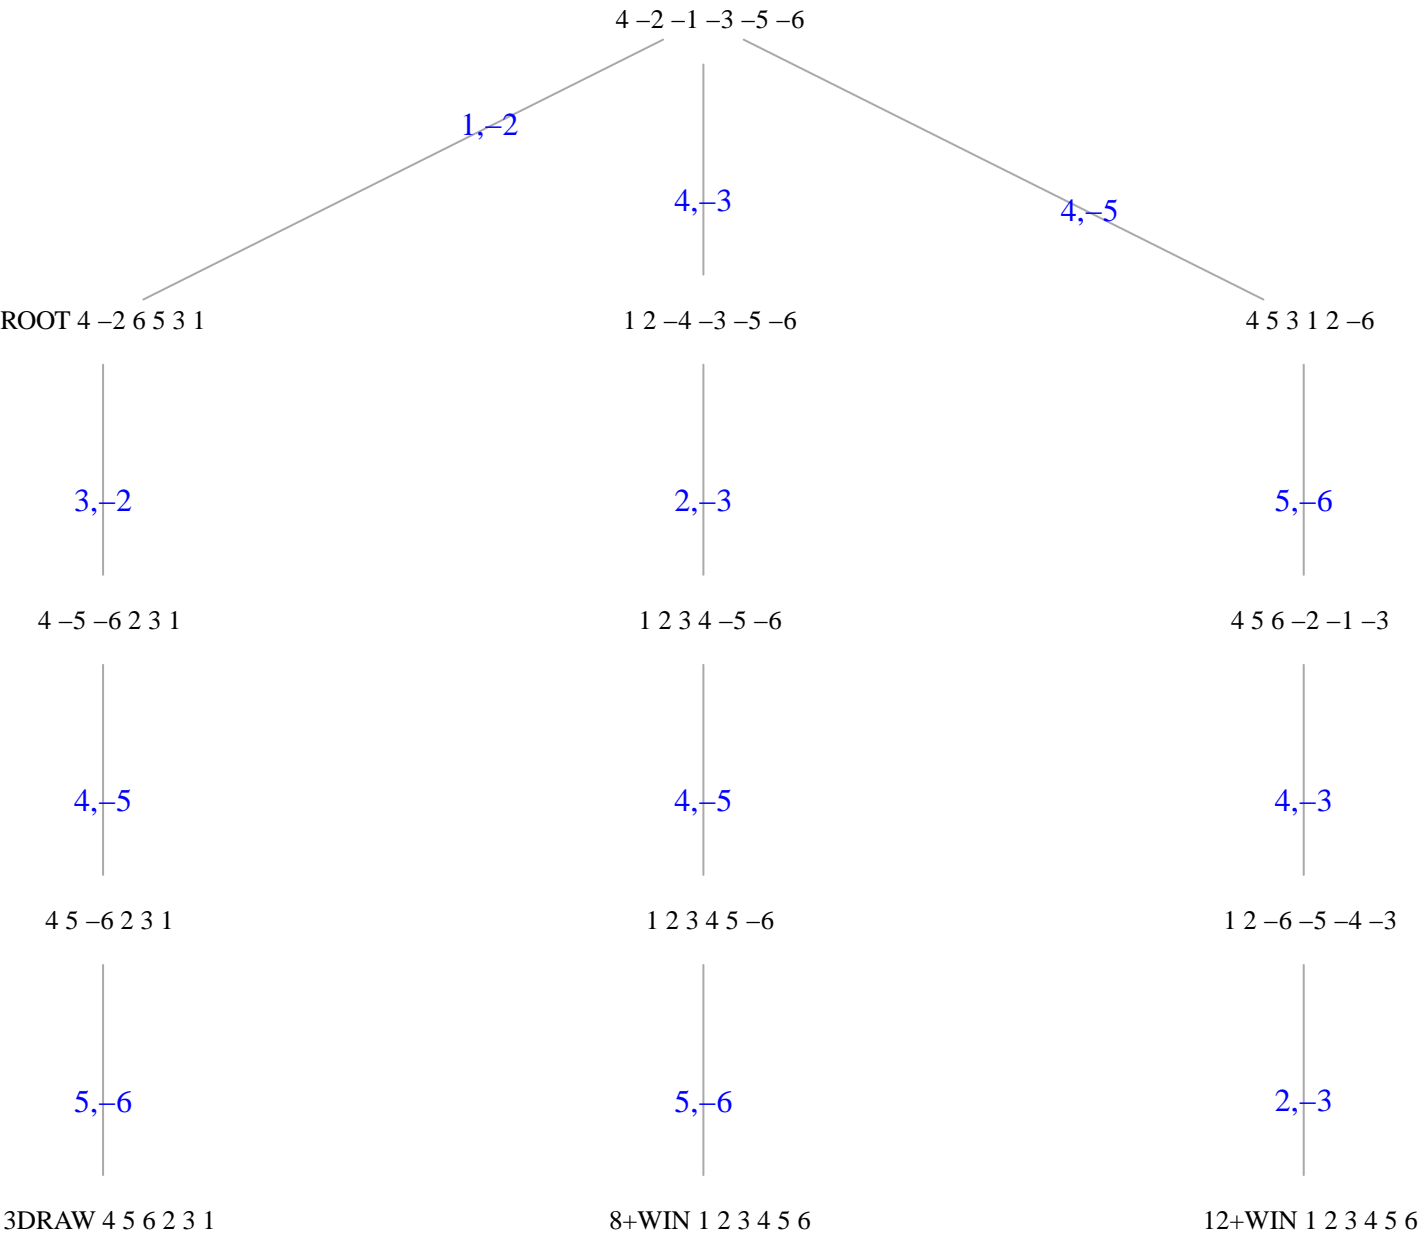 4 –2 –1 –3 –5 –6
1,–2
4,–3
4,–5
ROOT 4 –2 6 5 3 1
1 2 –4 –3 –5 –6
4 5 3 1 2 –6
3,–2
2,–3
5,–6
4 –5 –6 2 3 1
1 2 3 4 –5 –6
4 5 6 –2 –1 –3
4,–5
4,–5
4,–3
4 5 –6 2 3 1
1 2 3 4 5 –6
1 2 –6 –5 –4 –3
5,–6
5,–6
2,–3
3DRAW 4 5 6 2 3 1
8+WIN 1 2 3 4 5 6
12+WIN 1 2 3 4 5 6